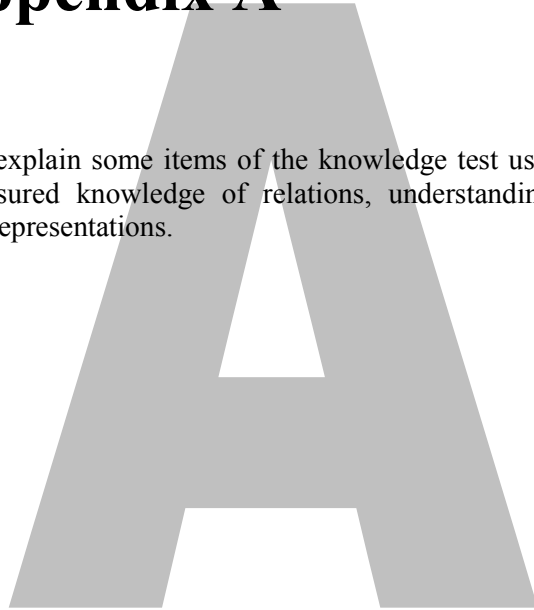 ppendix A
explain some items of the knowledge test us
sured knowledge of relations, understandin
epresentations.
A